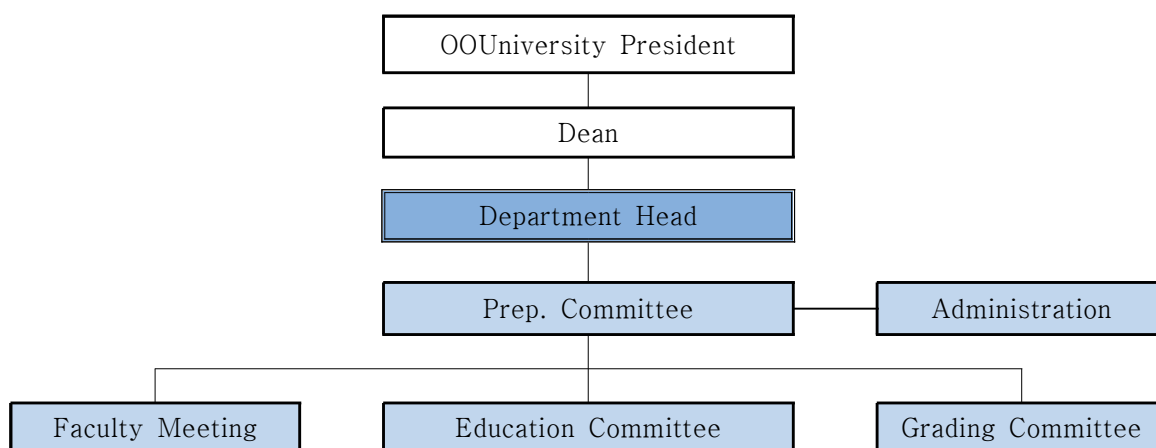 OOUniversity President
Dean
Department Head
Prep. Committee
Administration
Faculty Meeting
Education Committee
Grading Committee